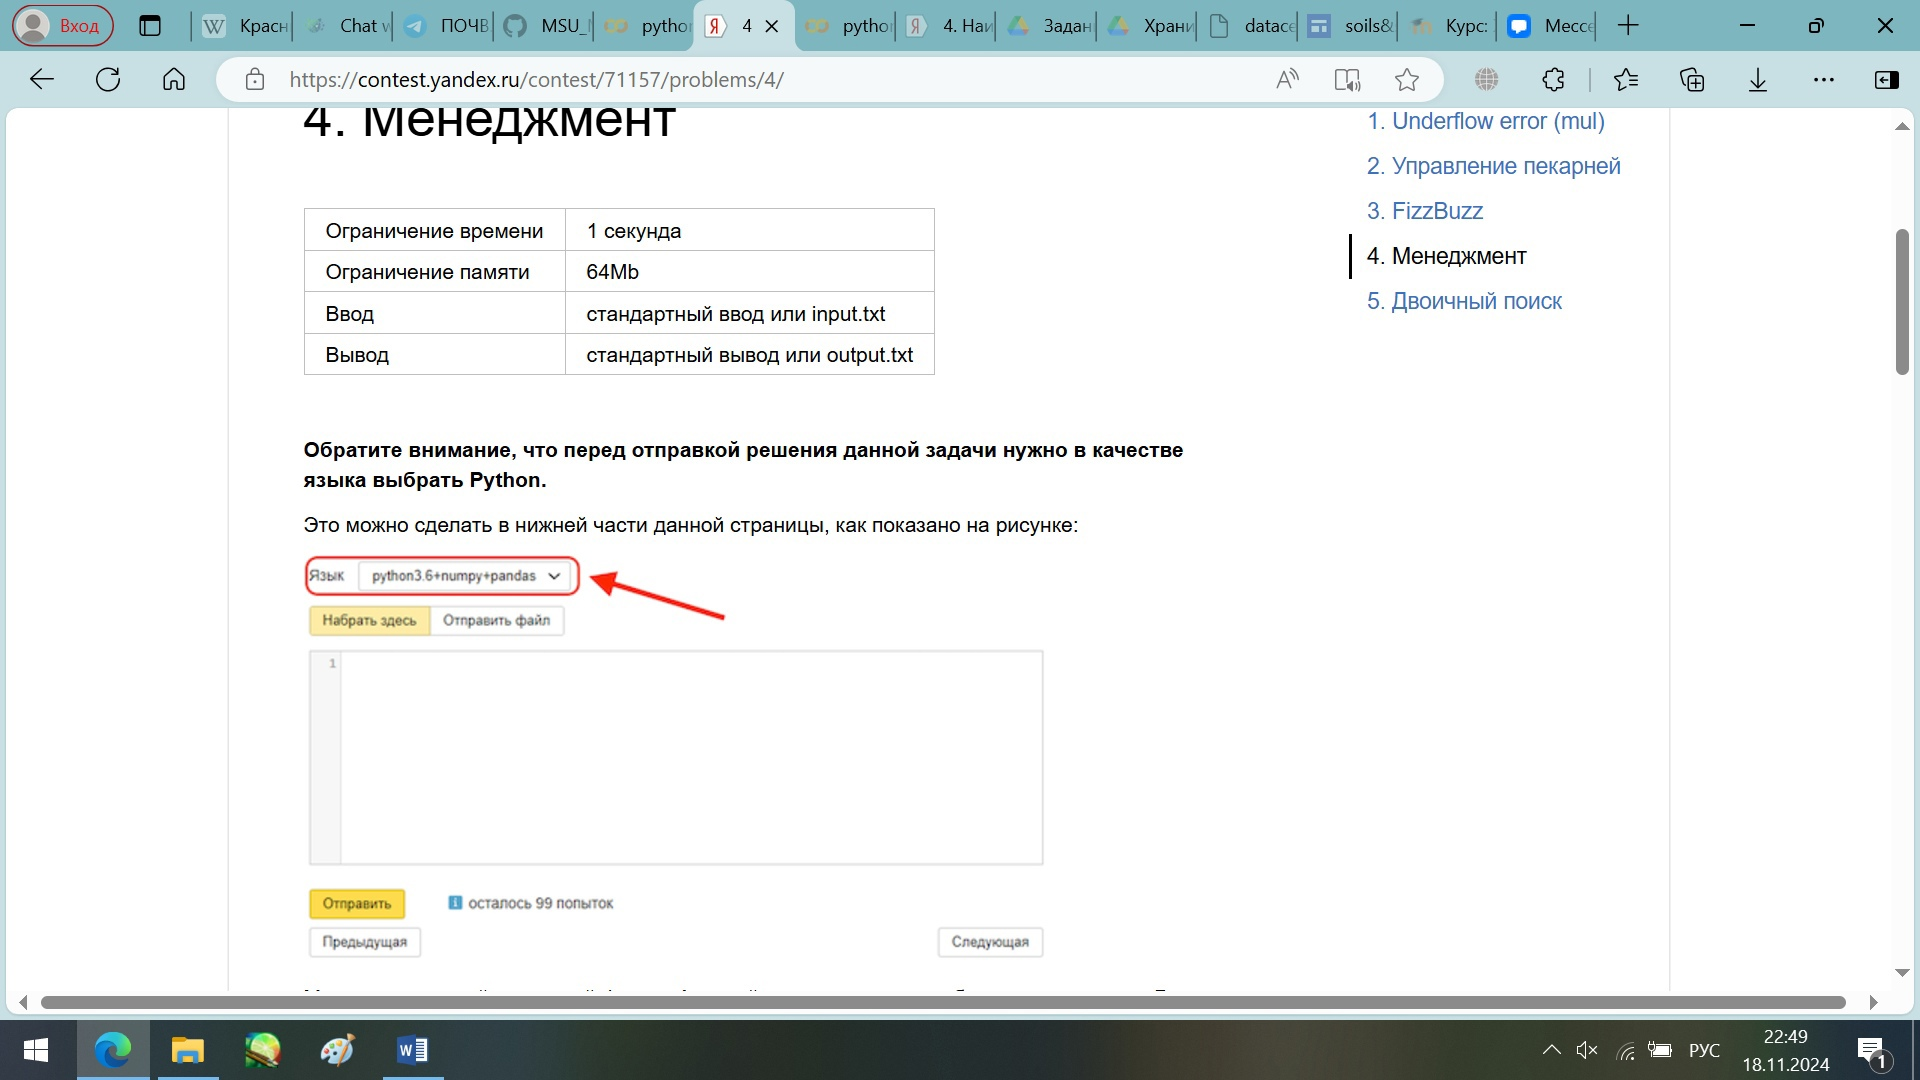 Вход
Красн
Chat w
ПОЧВ
MSU_
python
4
python
4. Наи
Задан
Храни
datace
soils&
Курс:
Мессе
https://contest.yandex.ru/contest/71157/problems/4/
4. Менеджмент
1. Underflow error (mul)
2. Управление пекарней
3. FizzBuzz
4. Менеджмент
5. Двоичный поиск
Ограничение времени 1 секунда
Ограничение памяти 64Mb
Ввод стандартный ввод или input.txt
Вывод стандартный вывод или output.txt
Обратите внимание, что перед отправкой решения данной задачи нужно в качестве
языка выбрать Python.
Это можно сделать в нижней части данной страницы, как показано на рисунке:
Язык python3.6+numpy+pandas
Набрать здесь Отправить файл
1
Отправить осталось 99 попыток
Предыдущая Следующая
РУС
22:49
18.11.2024
1